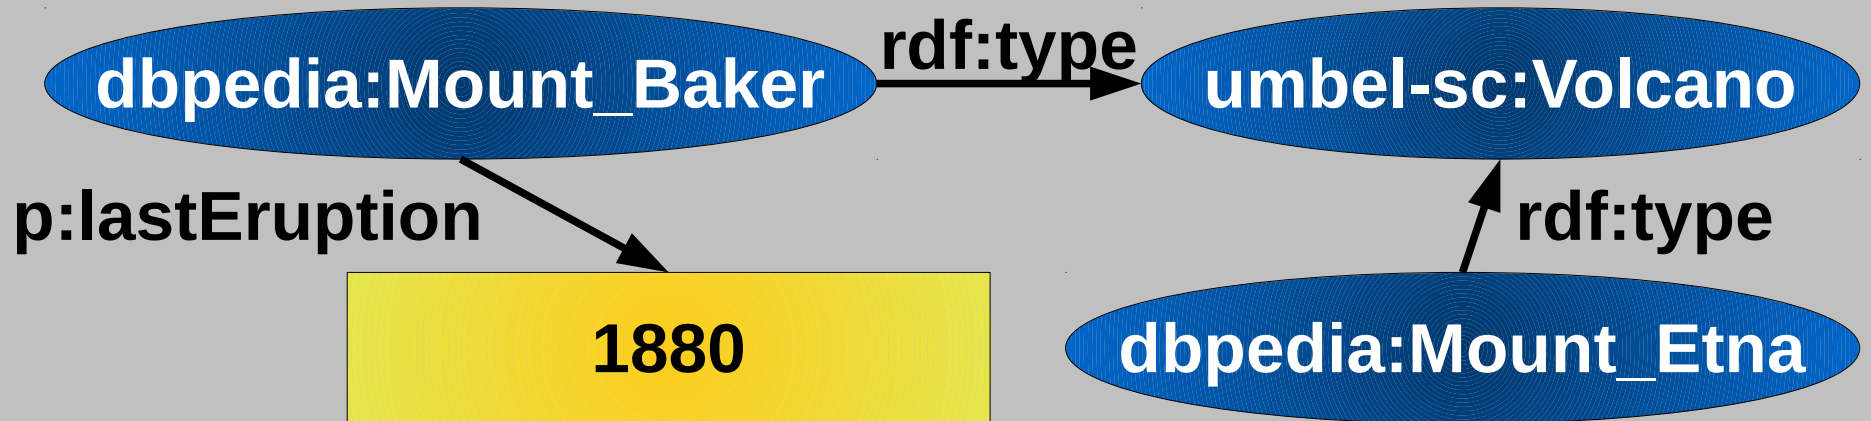 dbpedia:Mount_Baker
rdf:type
umbel-sc:Volcano
p:lastEruption
rdf:type
1880
dbpedia:Mount_Etna